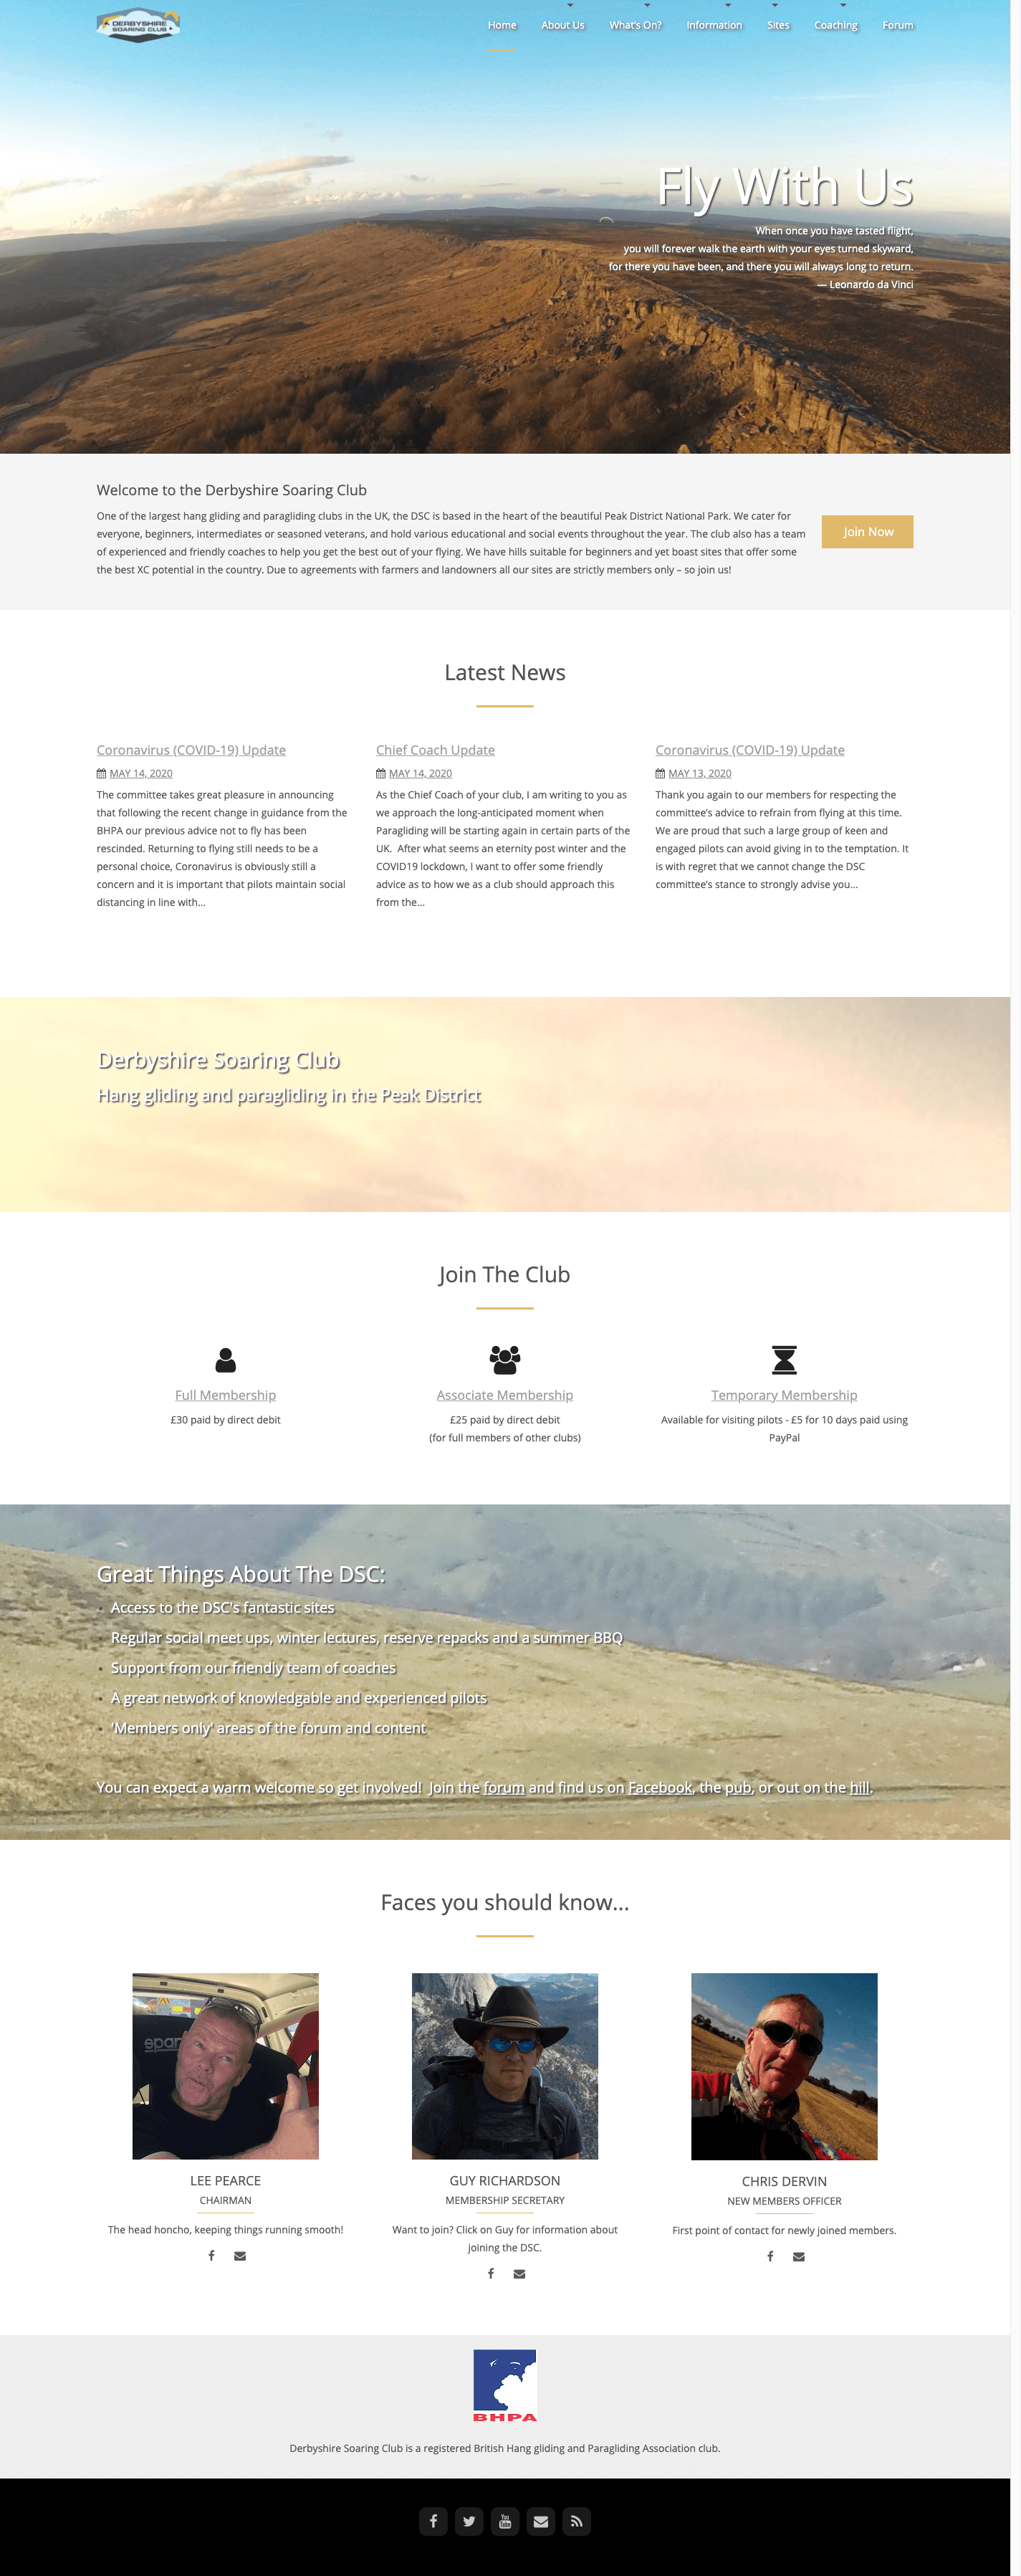 DERBYSHIRE
SOARING CLUB
Home About Us What's On? Information Sites Coaching Forum
Fly With Us
When once you have tasted flight,
you will forever walk the earth with your eyes turned skyward,
for there you have been, and there you will always long to return.
— Leonardo da Vinci
Welcome to the Derbyshire Soaring Club
One of the largest hang gliding and paragliding clubs in the UK, the DSC is based in the heart of the beautiful Peak District National Park. We cater for
everyone, beginners, intermediates or seasoned veterans, and hold various educational and social events throughout the year. The club also has a team
of experienced and friendly coaches to help you get the best out of your flying. We have hills suitable for beginners and yet boast sites that offer some
the best XC potential in the country. Due to agreements with farmers and landowners all our sites are strictly members only – so join us!
Join Now
Latest News
Coronavirus (COVID-19) Update
MAY 14, 2020
The committee takes great pleasure in announcing
that following the recent change in guidance from the
BHPA our previous advice not to fly has been
rescinded. Returning to flying still needs to be a
personal choice, Coronavirus is obviously still a
concern and it is important that pilots maintain social
distancing in line with...
Chief Coach Update
MAY 14, 2020
As the Chief Coach of your club, I am writing to you as
we approach the long-anticipated moment when
Paragliding will be starting again in certain parts of the
UK.  After what seems an eternity post winter and the
COVID19 lockdown, I want to offer some friendly
advice as to how we as a club should approach this
from the...
Coronavirus (COVID-19) Update
MAY 13, 2020
Thank you again to our members for respecting the
committee's advice to refrain from flying at this time.
We are proud that such a large group of keen and
engaged pilots can avoid giving in to the temptation. It
is with regret that we cannot change the DSC
committee's stance to strongly advise you...
Derbyshire Soaring Club
Hang gliding and paragliding in the Peak District
Join The Club
Full Membership
£30 paid by direct debit
Associate Membership
£25 paid by direct debit
(for full members of other clubs)
Temporary Membership
Available for visiting pilots - £5 for 10 days paid using
PayPal
Great Things About The DSC:
• Access to the DSC's fantastic sites
• Regular social meet ups, winter lectures, reserve repacks and a summer BBQ
• Support from our friendly team of coaches
• A great network of knowledgable and experienced pilots
• 'Members only' areas of the forum and content
You can expect a warm welcome so get involved!  Join the forum and find us on Facebook, the pub, or out on the hill.
Faces you should know...
LEE PEARCE
CHAIRMAN
The head honcho, keeping things running smooth!
GUY RICHARDSON
MEMBERSHIP SECRETARY
Want to join? Click on Guy for information about
joining the DSC.
CHRIS DERVIN
NEW MEMBERS OFFICER
First point of contact for newly joined members.
BHPA
Derbyshire Soaring Club is a registered British Hang gliding and Paragliding Association club.